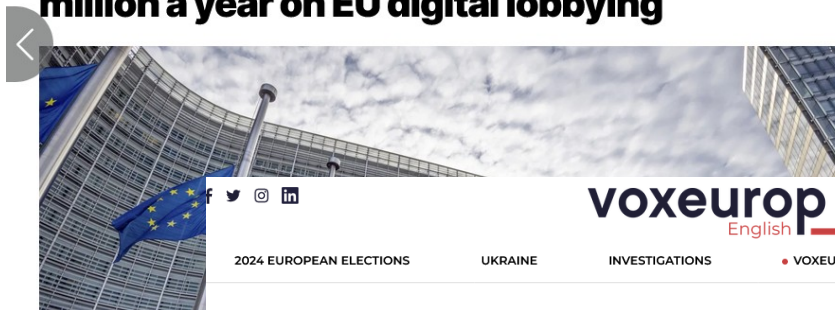 million a year on EU digital lobbying
voxeurop
English
2024 EUROPEAN ELECTIONS UKRAINE INVESTIGATIONS VOXEU